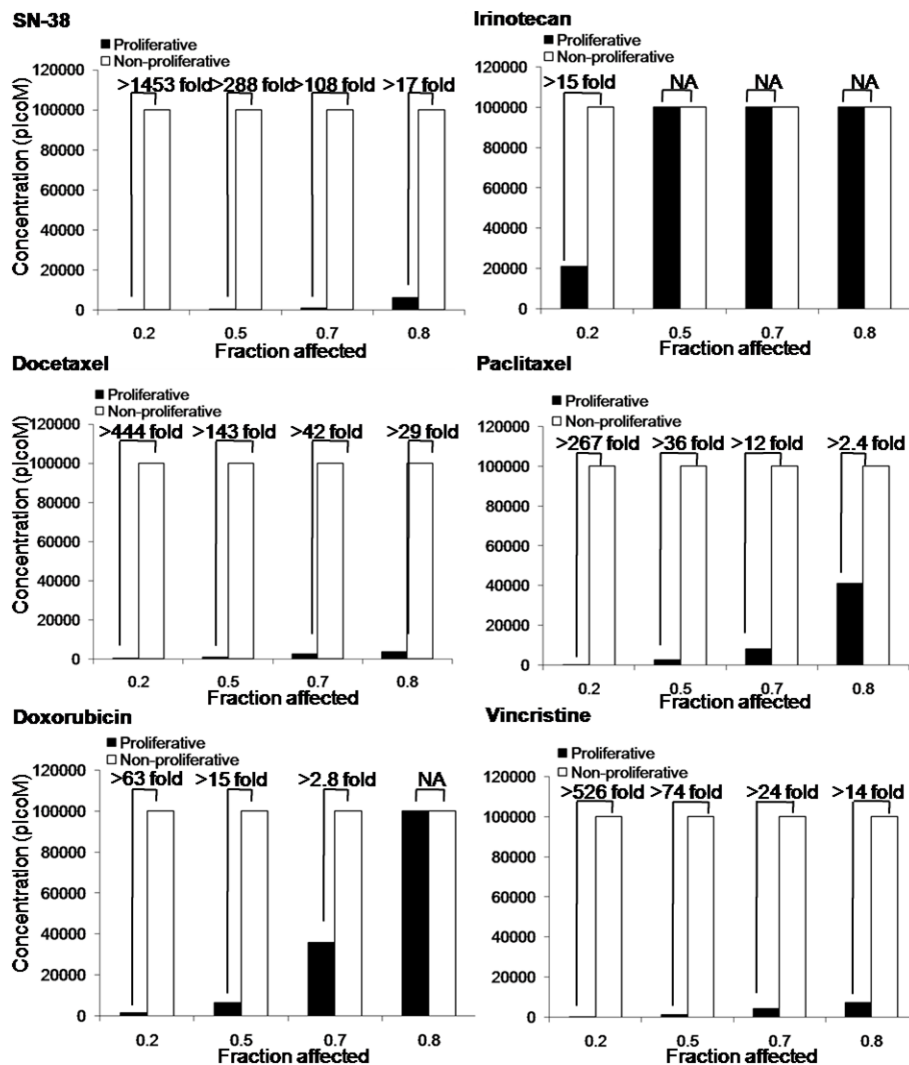 SN-38
Proliferative
Non-proliferative
>1453 fold >288 fold >108 fold >17 fold
120000
100000
80000
60000
40000
20000
0
Concentration (picoM)
0.2 0.5 0.7 0.8
Fraction affected
Irinotecan
Proliferative
Non-proliferative
>15 fold NA NA NA
120000
100000
80000
60000
40000
20000
0
0.2 0.5 0.7 0.8
Fraction affected
Docetaxel
Proliferative
Non-proliferative
>444 fold >143 fold >42 fold >29 fold
120000
100000
80000
60000
40000
20000
0
Concentration (picoM)
0.2 0.5 0.7 0.8
Fraction affected
Paclitaxel
Proliferative
Non-proliferative
>267 fold >36 fold >12 fold >2.4 fold
120000
100000
80000
60000
40000
20000
0
0.2 0.5 0.7 0.8
Fraction affected
Doxorubicin
Proliferative
Non-proliferative
>63 fold >15 fold >2.8 fold NA
120000
100000
80000
60000
40000
20000
0
Concentration (picoM)
0.2 0.5 0.7 0.8
Fraction affected
Vincristine
Proliferative
Non-proliferative
>526 fold >74 fold >24 fold >14 fold
120000
100000
80000
60000
40000
20000
0
0.2 0.5 0.7 0.8
Fraction affected